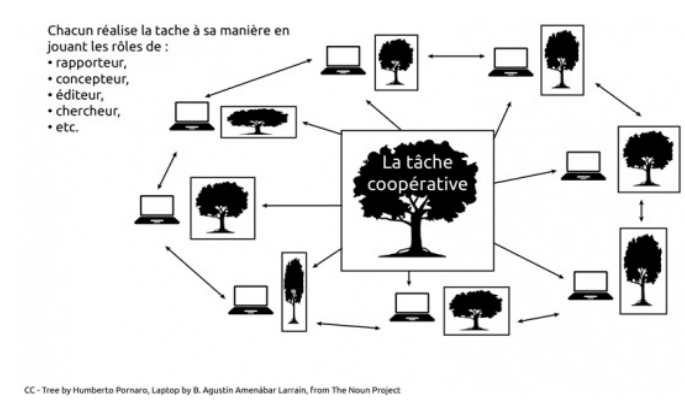 Chacun réalise la tache à sa manière en
jouant les rôles de :
• rapporteur,
• concepteur,
• éditeur,
• chercheur,
• etc.
La tâche
coopérative
CC - Tree by Humberto Pornaro, Laptop by B. Agustín Amenábar Larraín, from The Noun Project